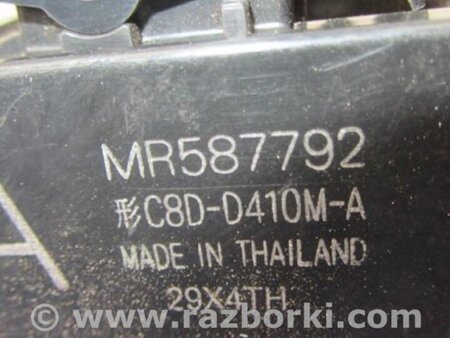 MR587792
形C8D-D410M-A
MADE IN THAILAND
29X4TH
© www.razborki.com